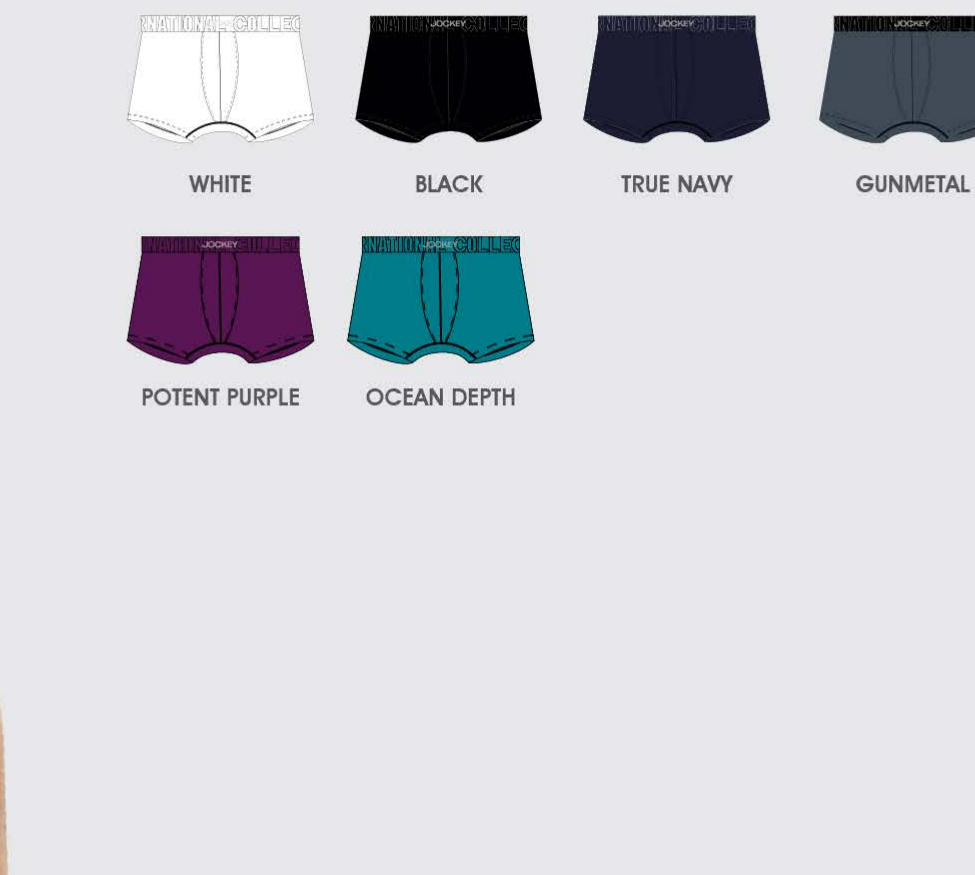 RNATIONAL COLLEC
JOCKEY
RNATIONAL COLLEC
JOCKEY
RNATIONAL COLLEC
JOCKEY
RNATIONAL COLLE
WHITE
BLACK
TRUE NAVY
GUNMETAL
JOCKEY
RNATIONAL COLLEC
JOCKEY
RNATIONAL COLLEC
POTENT PURPLE
OCEAN DEPTH